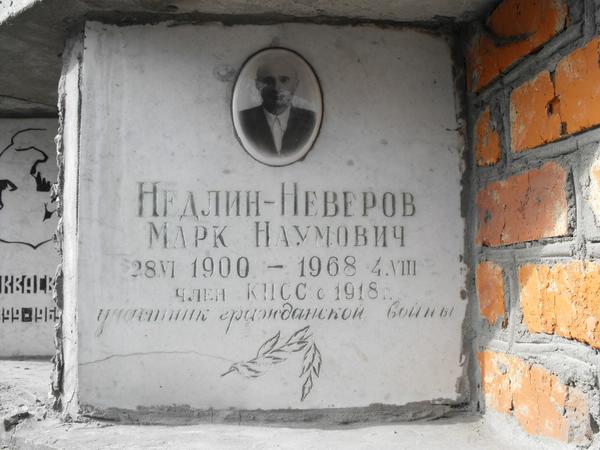 НЕДЛИН-НЕВЕРОВ
МАРК НАУМОВИЧ
28 VI 1900 – 1968 4.VIII
член КПСС с 1918 г.
участник гражданской войны